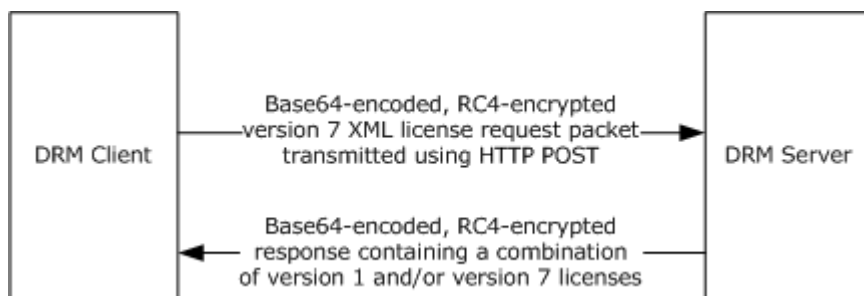 DRM Client
Base64-encoded, RC4-encrypted
version 7 XML license request packet
transmitted using HTTP POST
DRM Server
Base64-encoded, RC4-encrypted
response containing a combination
of version 1 and/or version 7 licenses